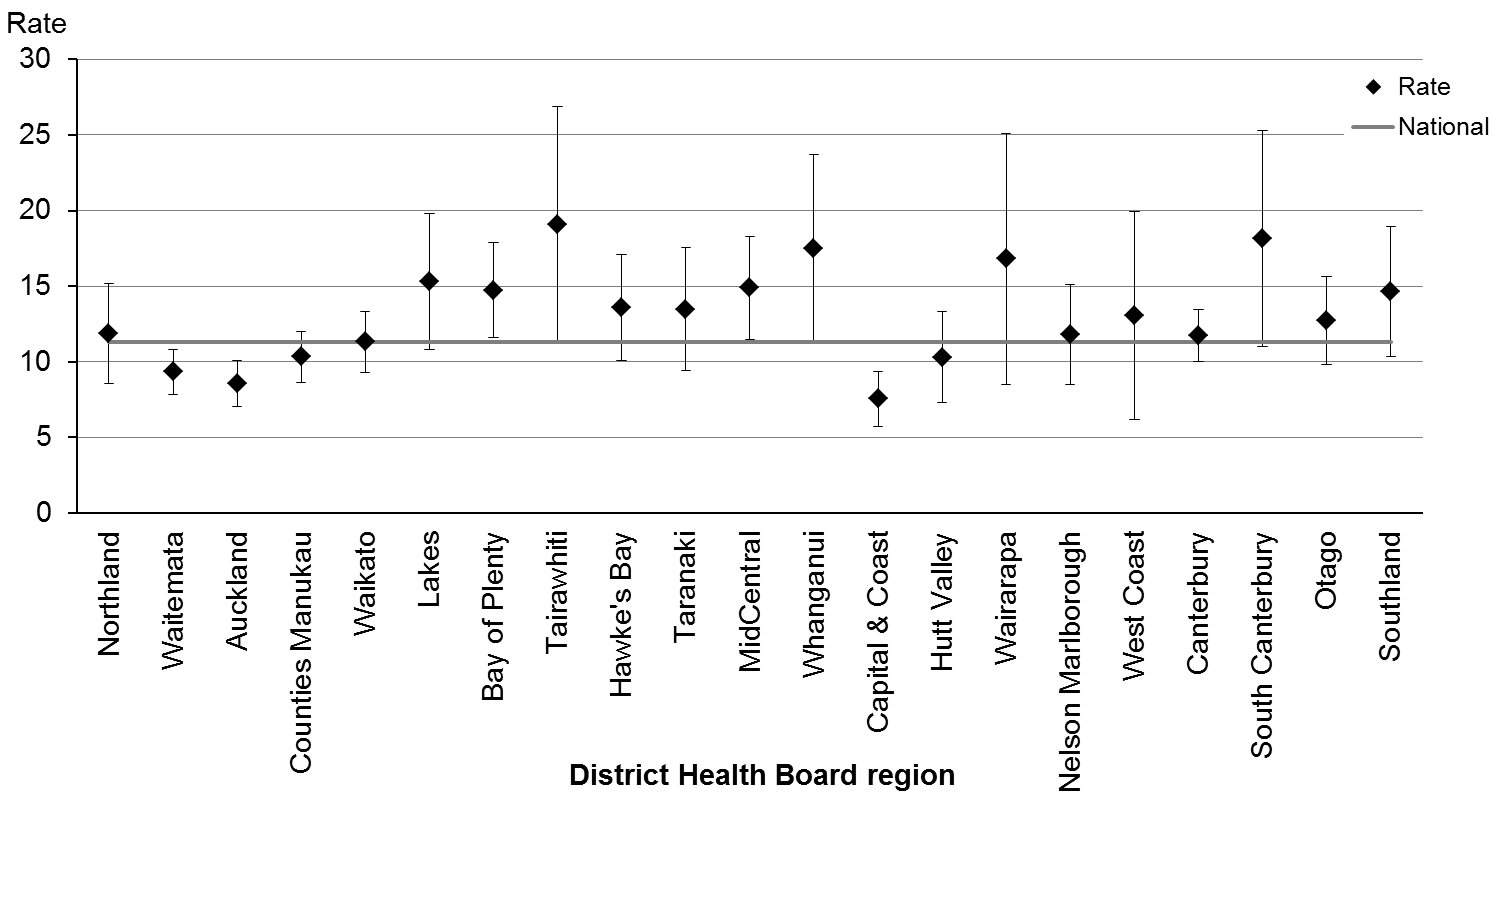 Rate
30
25
20
15
10
5
0
Rate
National
Northland
Waitemata
Auckland
Counties Manukau
Waikato
Lakes
Bay of Plenty
Tairawhiti
Hawke's Bay
Taranaki
MidCentral
Whanganui
Capital & Coast
Hutt Valley
Wairarapa
Nelson Marlborough
West Coast
Canterbury
South Canterbury
Otago
Southland
District Health Board region